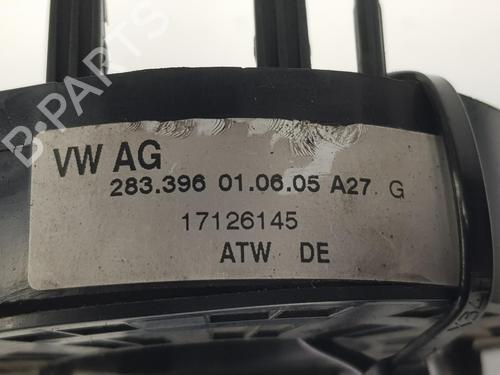 B-PARTS
VW AG
283.396 01.06.05 A27 G
17126145
ATW DE